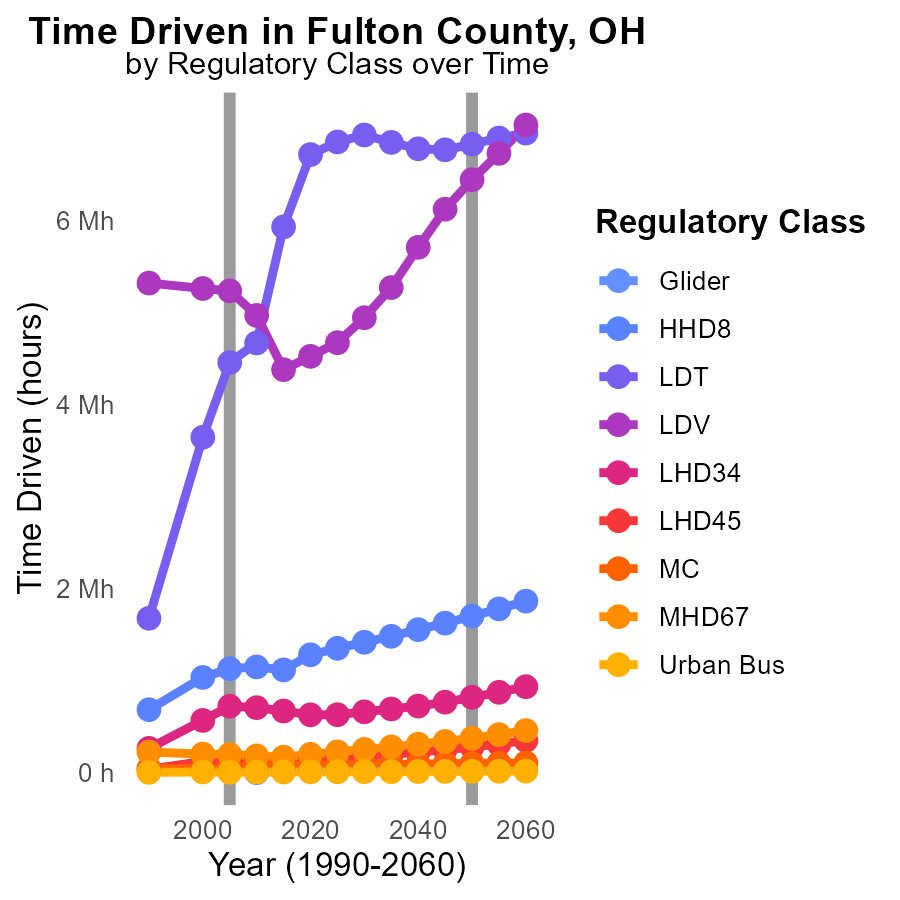 Time Driven in Fulton County, OH
by Regulatory Class over Time
Time Driven (hours)
6 Mh
4 Mh
2 Mh
0 h
2000 2020 2040 2060
Year (1990-2060)
Regulatory Class
Glider
HHD8
LDT
LDV
LHD34
LHD45
MC
MHD67
Urban Bus